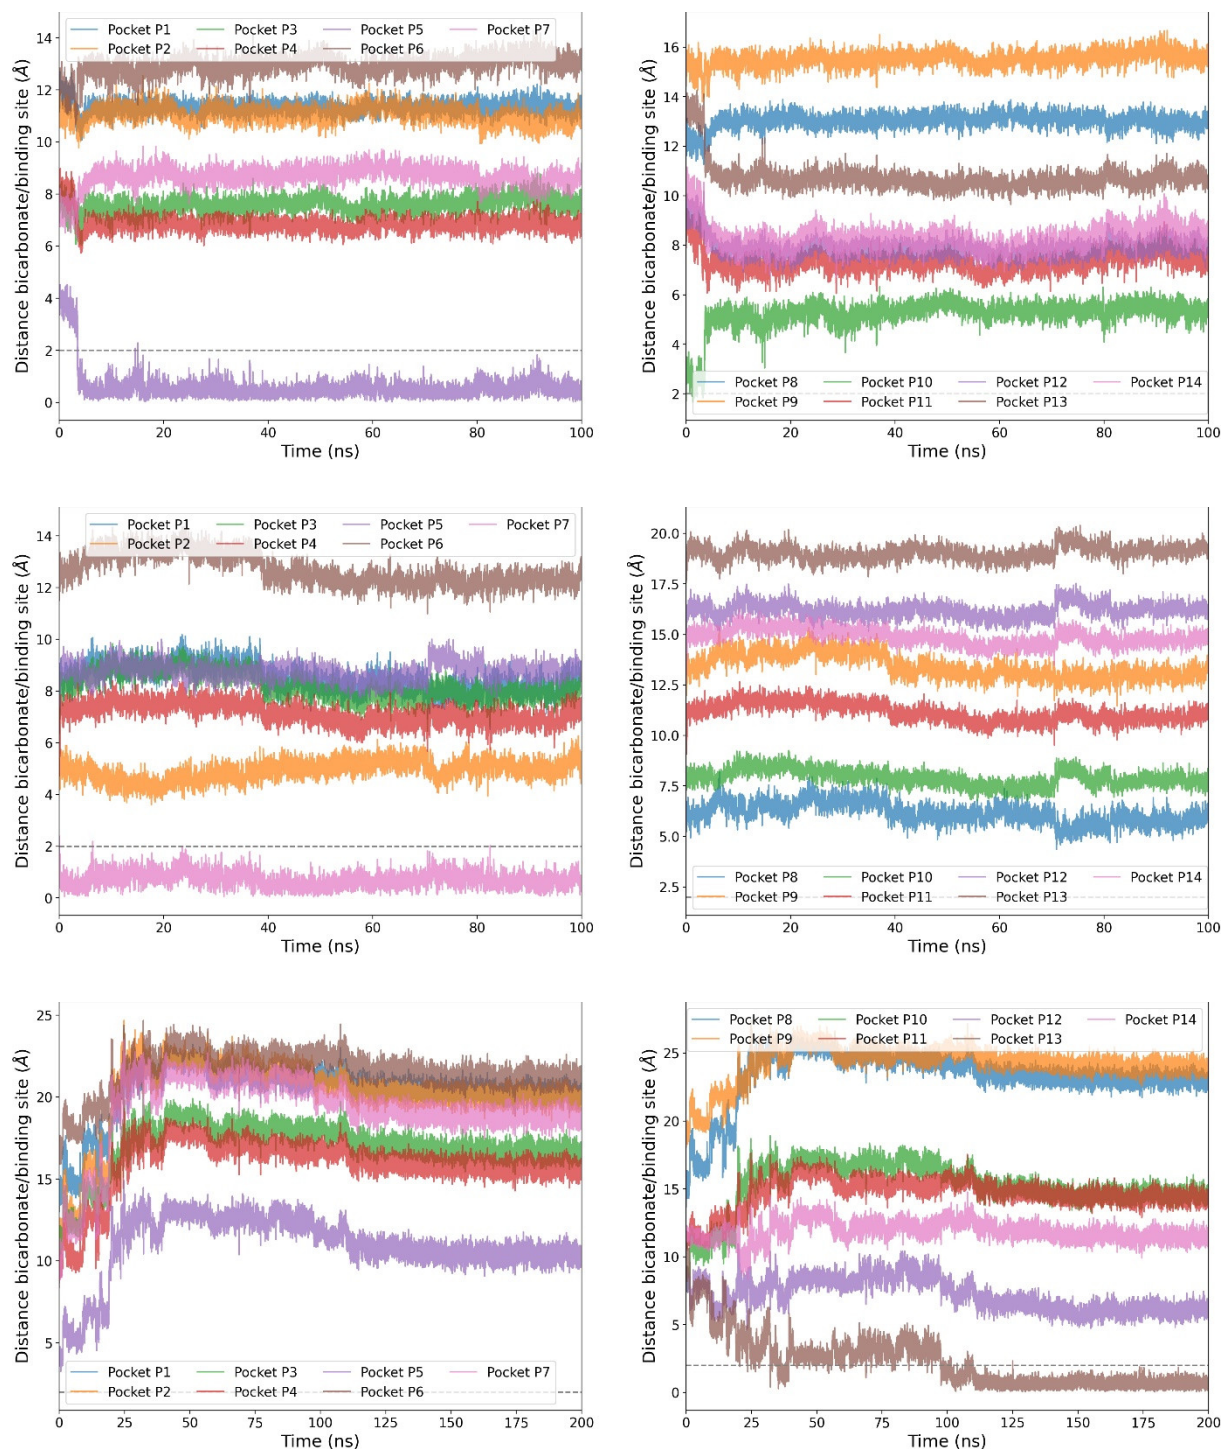 Distance bicarbonate/binding site (Å)
Pocket P1 Pocket P3 Pocket P5 Pocket P7
Pocket P2 Pocket P4 Pocket P6
14
12
10
8
6
4
2
0
0 20 40 60 80 100
Time (ns)
Distance bicarbonate/binding site (Å)
16
14
12
10
8
6
4
2
Pocket P8 Pocket P10 Pocket P12 Pocket P14
Pocket P9 Pocket P11 Pocket P13
0 20 40 60 80 100
Time (ns)
Distance bicarbonate/binding site (Å)
Pocket P1 Pocket P3 Pocket P5 Pocket P7
Pocket P2 Pocket P4 Pocket P6
14
12
10
8
6
4
2
0
0 20 40 60 80 100
Time (ns)
Distance bicarbonate/binding site (Å)
20.0
17.5
15.0
12.5
10.0
7.5
5.0
2.5
Pocket P8 Pocket P10 Pocket P12 Pocket P14
Pocket P9 Pocket P11 Pocket P13
0 20 40 60 80 100
Time (ns)
Distance bicarbonate/binding site (Å)
25
20
15
10
5
Pocket P1 Pocket P3 Pocket P5 Pocket P7
Pocket P2 Pocket P4 Pocket P6
0 25 50 75 100 125 150 175 200
Time (ns)
Distance bicarbonate/binding site (Å)
Pocket P8 Pocket P10 Pocket P12 Pocket P14
Pocket P9 Pocket P11 Pocket P13
25
20
15
10
5
0
0 25 50 75 100 125 150 175 200
Time (ns)